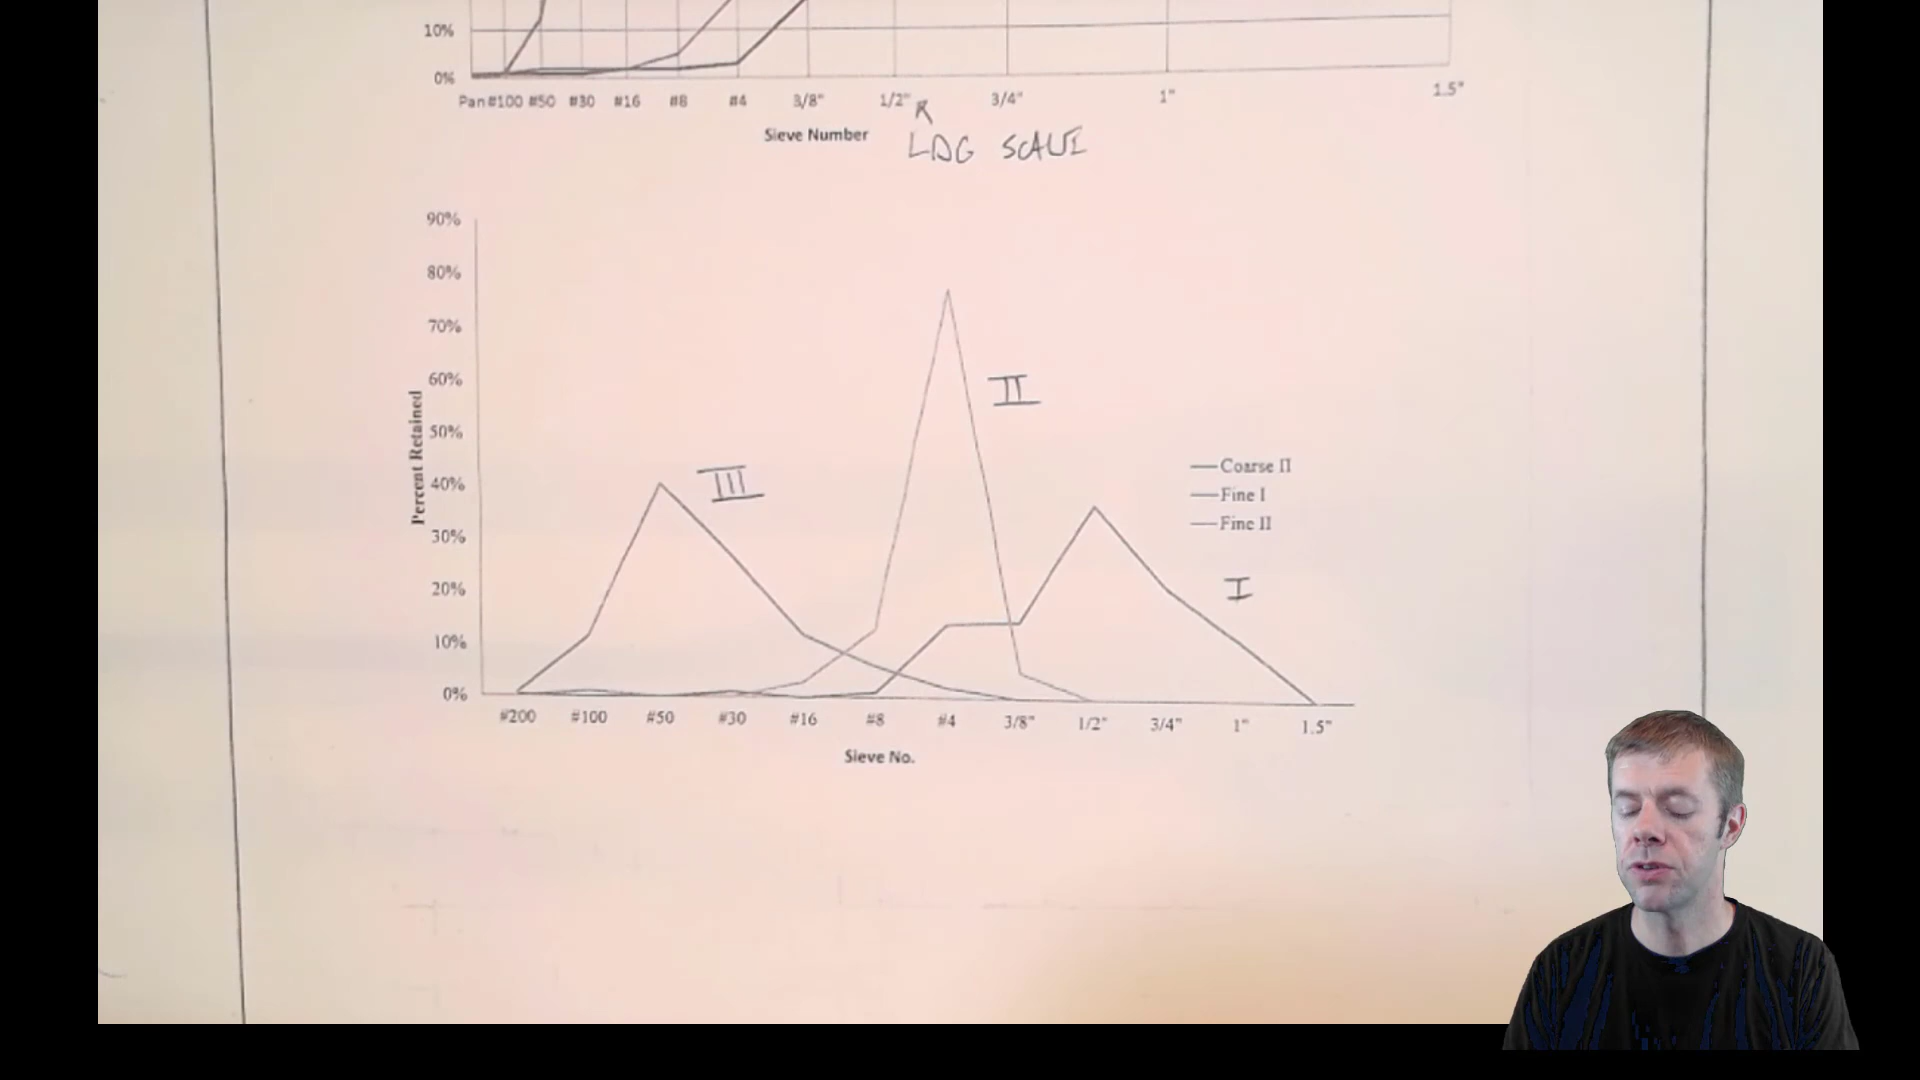 10%
0%
Pan #100 #50 #30 #16 #8 #4 3/8" 1/2" 3/4" 1" 1.5"
Sieve Number
LOG SCALE
90%
80%
70%
60%
50%
40%
30%
20%
10%
0%
Percent Retained
II
III
I
Coarse II
Fine I
Fine II
#200 #100 #50 #30 #16 #8 #4 3/8" 1/2" 3/4" 1" 1.5"
Sieve No.